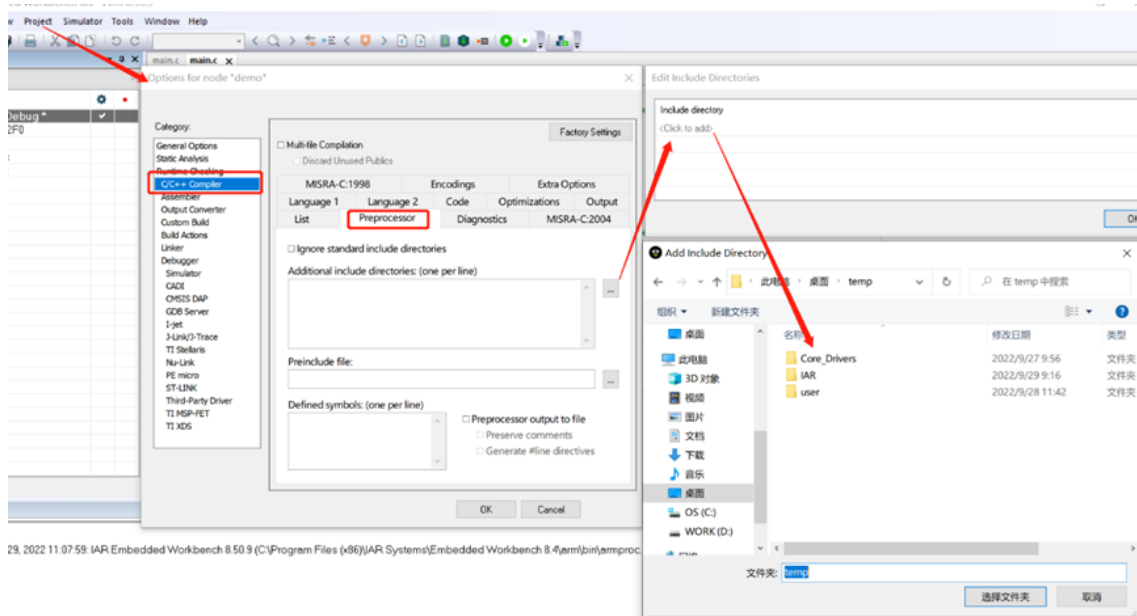 Project Simulator Tools Window Help
main.c main.c x
Options for node "demo"
Debug *
2F0
Category:
General Options
Static Analysis
Runtime Checking
C/C++ Compiler
Assembler
Output Converter
Custom Build
Build Actions
Linker
Debugger
Simulator
CADI
CMSIS DAP
GDB Server
I-jet
J-Link/J-Trace
TI Stellaris
Nu-Link
PE micro
ST-LINK
Third-Party Driver
TI MSP-FET
TI XDS
Factory Settings
Multi-file Compilation
Discard Unused Publics
MISRA-C:1998 Encodings Extra Options
Language 1 Language 2 Code Optimizations Output
List Preprocessor Diagnostics MISRA-C:2004
Ignore standard include directories
Additional include directories: (one per line)
...
Preinclude file:
...
Defined symbols: (one per line)
Preprocessor output to file
Preserve comments
Generate #line directives
OK Cancel
Edit Include Directories
Include directory
<Click to add>
Add Include Directory
此电脑 桌面 temp
在 temp 中搜索
组织 新建文件夹
名称 修改日期 类型
Core_Drivers 2022/9/27 9:56 文件夹
IAR 2022/9/29 9:16 文件夹
user 2022/9/28 11:42 文件夹
桌面
此电脑
3D 对象
视频
图片
文档
下载
音乐
桌面
OS (C:)
WORK (D:)
文件夹: temp
选择文件夹 取消
29, 2022 11:07:59: IAR Embedded Workbench 8.50.9 (C:\Program Files (x86)\IAR Systems\Embedded Workbench 8.4\arm\bin\armproc.